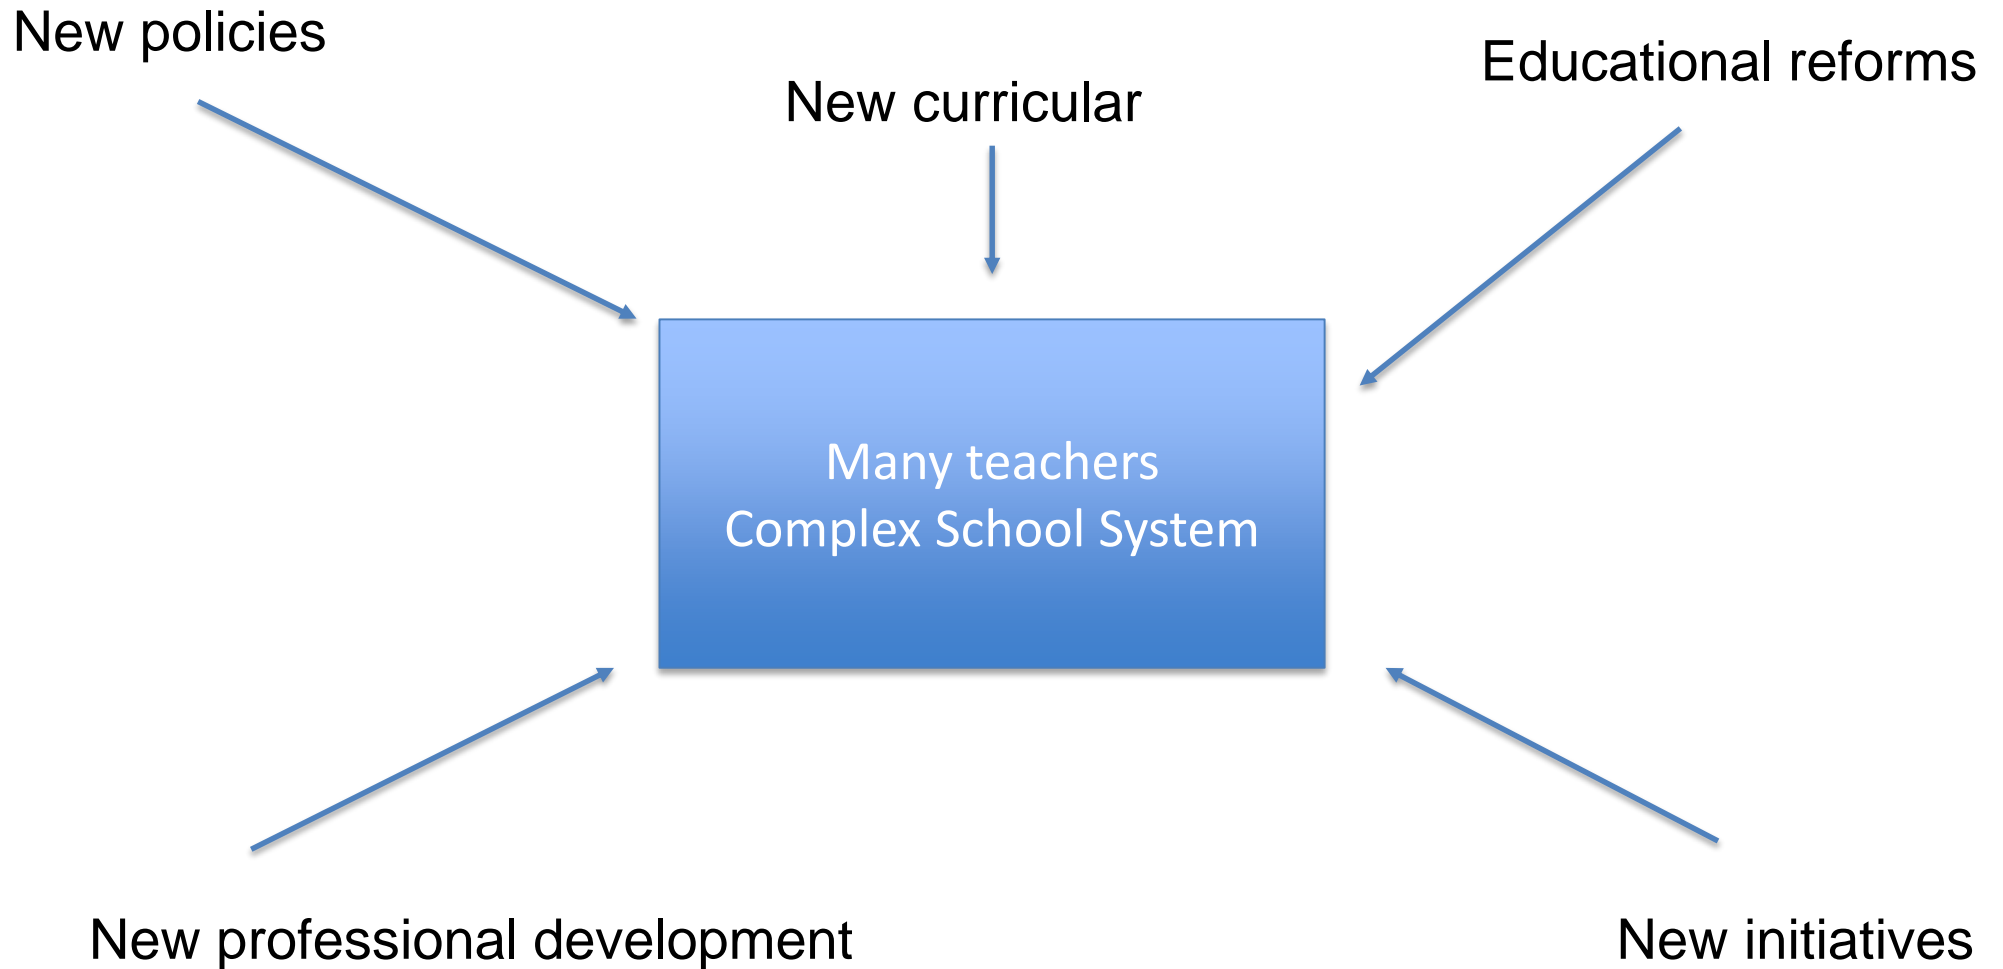 New policies
Educational reforms
New curricular
Many teachers
Complex School System
New professional development
New initiatives